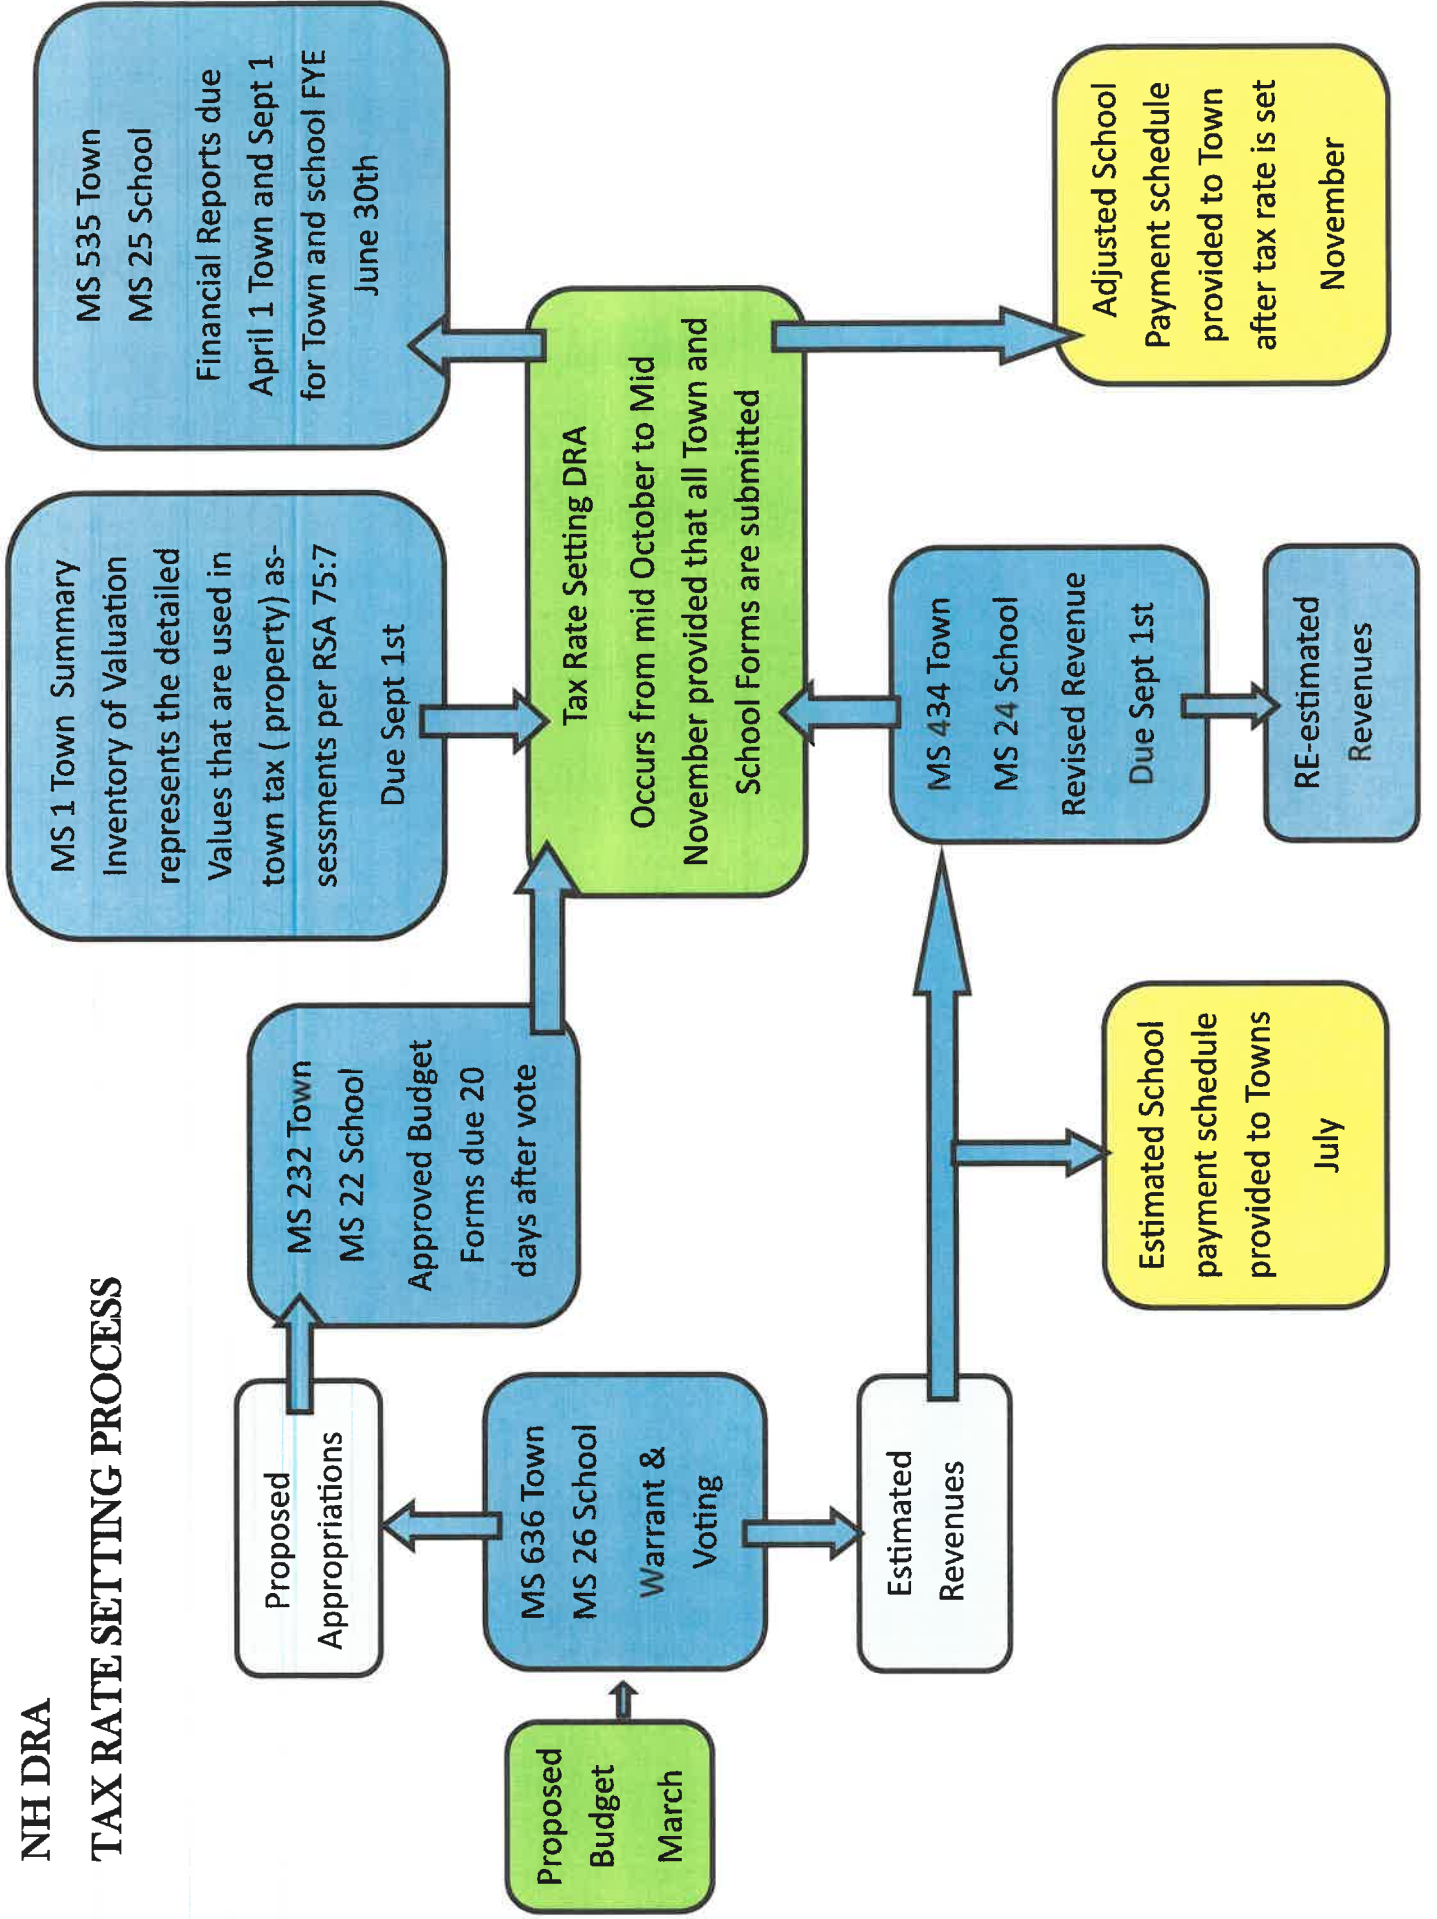 NH DRA
TAX RATE SETTING PROCESS
Proposed
Budget
March
MS 636 Town
MS 26 School
Warrant &
Voting
Proposed
Appropriations
Estimated
Revenues
MS 232 Town
MS 22 School
Approved Budget
Forms due 20
days after vote
Estimated School
payment schedule
provided to Towns
July
MS 1 Town Summary
Inventory of Valuation
represents the detailed
Values that are used in
town tax ( property) as-
sessments per RSA 75:7
Due Sept 1st
Tax Rate Setting DRA
Occurs from mid October to Mid
November provided that all Town and
School Forms are submitted
MS 434 Town
MS 24 School
Revised Revenue
Due Sept 1st
RE-estimated
Revenues
MS 535 Town
MS 25 School
Financial Reports due
April 1 Town and Sept 1
for Town and school FYE
June 30th
Adjusted School
Payment schedule
provided to Town
after tax rate is set
November